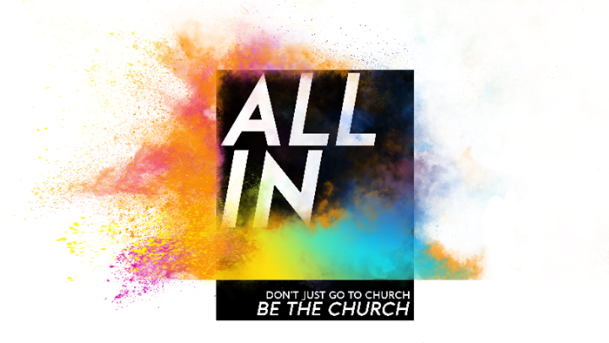 ALL
IN
DON'T JUST GO TO CHURCH
BE THE CHURCH